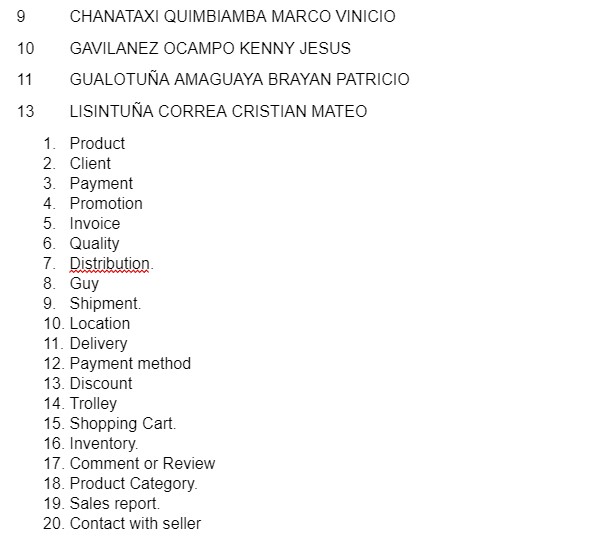 9 CHANATAXI QUIMBIAMBA MARCO VINICIO
10 GAVILANEZ OCAMPO KENNY JESUS
11 GUALOTUÑA AMAGUAYA BRAYAN PATRICIO
13 LISINTUÑA CORREA CRISTIAN MATEO
1. Product
2. Client
3. Payment
4. Promotion
5. Invoice
6. Quality
7. Distribution.
8. Guy
9. Shipment.
10. Location
11. Delivery
12. Payment method
13. Discount
14. Trolley
15. Shopping Cart.
16. Inventory.
17. Comment or Review
18. Product Category.
19. Sales report.
20. Contact with seller